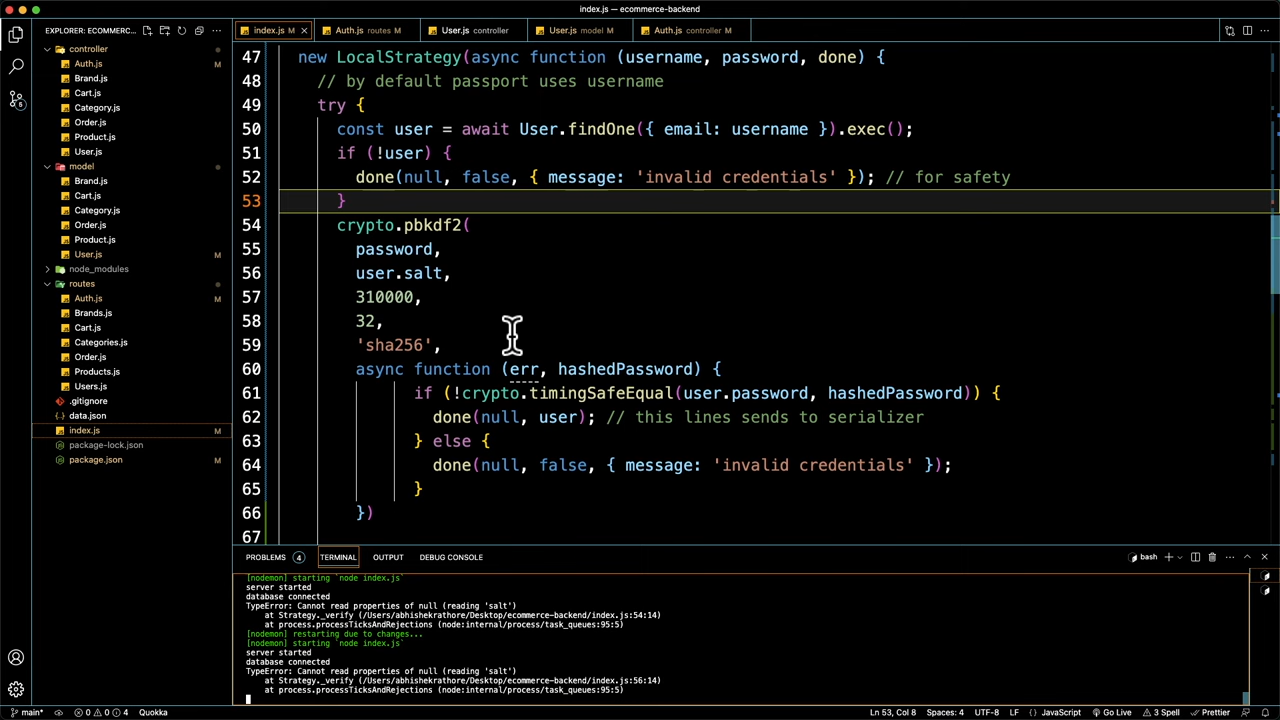 index.js — ecommerce-backend
EXPLORER: ECOMMERC...
index.js
Auth.js routes M
User.js controller
User.js model M
Auth.js controller M
controller
Auth.js M
Brand.js
Cart.js
Category.js
Order.js
Product.js
User.js
model
Brand.js
Cart.js
Category.js
Order.js
Product.js
User.js M
node_modules
routes
Auth.js M
Brands.js
Cart.js
Categories.js
Order.js
Products.js
Users.js
.gitignore
data.json
index.js M
package-lock.json
package.json M
5
47 new LocalStrategy(async function (username, password, done) {
48 // by default passport uses username
49 try {
50 const user = await User.findOne({ email: username }).exec();
51 if (!user) {
52 done(null, false, { message: 'invalid credentials' }); // for safety
53 }
54 crypto.pbkdf2(
55 password,
56 user.salt,
57 310000,
58 32,
59 'sha256',
60 async function (err, hashedPassword) {
61 if (!crypto.timingSafeEqual(user.password, hashedPassword)) {
62 done(null, user); // this lines sends to serializer
63 } else {
64 done(null, false, { message: 'invalid credentials' });
65 }
66 })
67
PROBLEMS 4 TERMINAL OUTPUT DEBUG CONSOLE
bash
[nodemon] starting `node index.js`
server started
database connected
TypeError: Cannot read properties of null (reading 'salt')
at Strategy._verify (/Users/abhishekrathore/Desktop/ecommerce-backend/index.js:54:14)
at process.processTicksAndRejections (node:internal/process/task_queues:95:5)
[nodemon] restarting due to changes...
[nodemon] starting `node index.js`
server started
database connected
TypeError: Cannot read properties of null (reading 'salt')
at Strategy._verify (/Users/abhishekrathore/Desktop/ecommerce-backend/index.js:56:14)
at process.processTicksAndRejections (node:internal/process/task_queues:95:5)
main* 0 0 4 Quokka Ln 53, Col 8 Spaces: 4 UTF-8 LF JavaScript Go Live 3 Spell Prettier